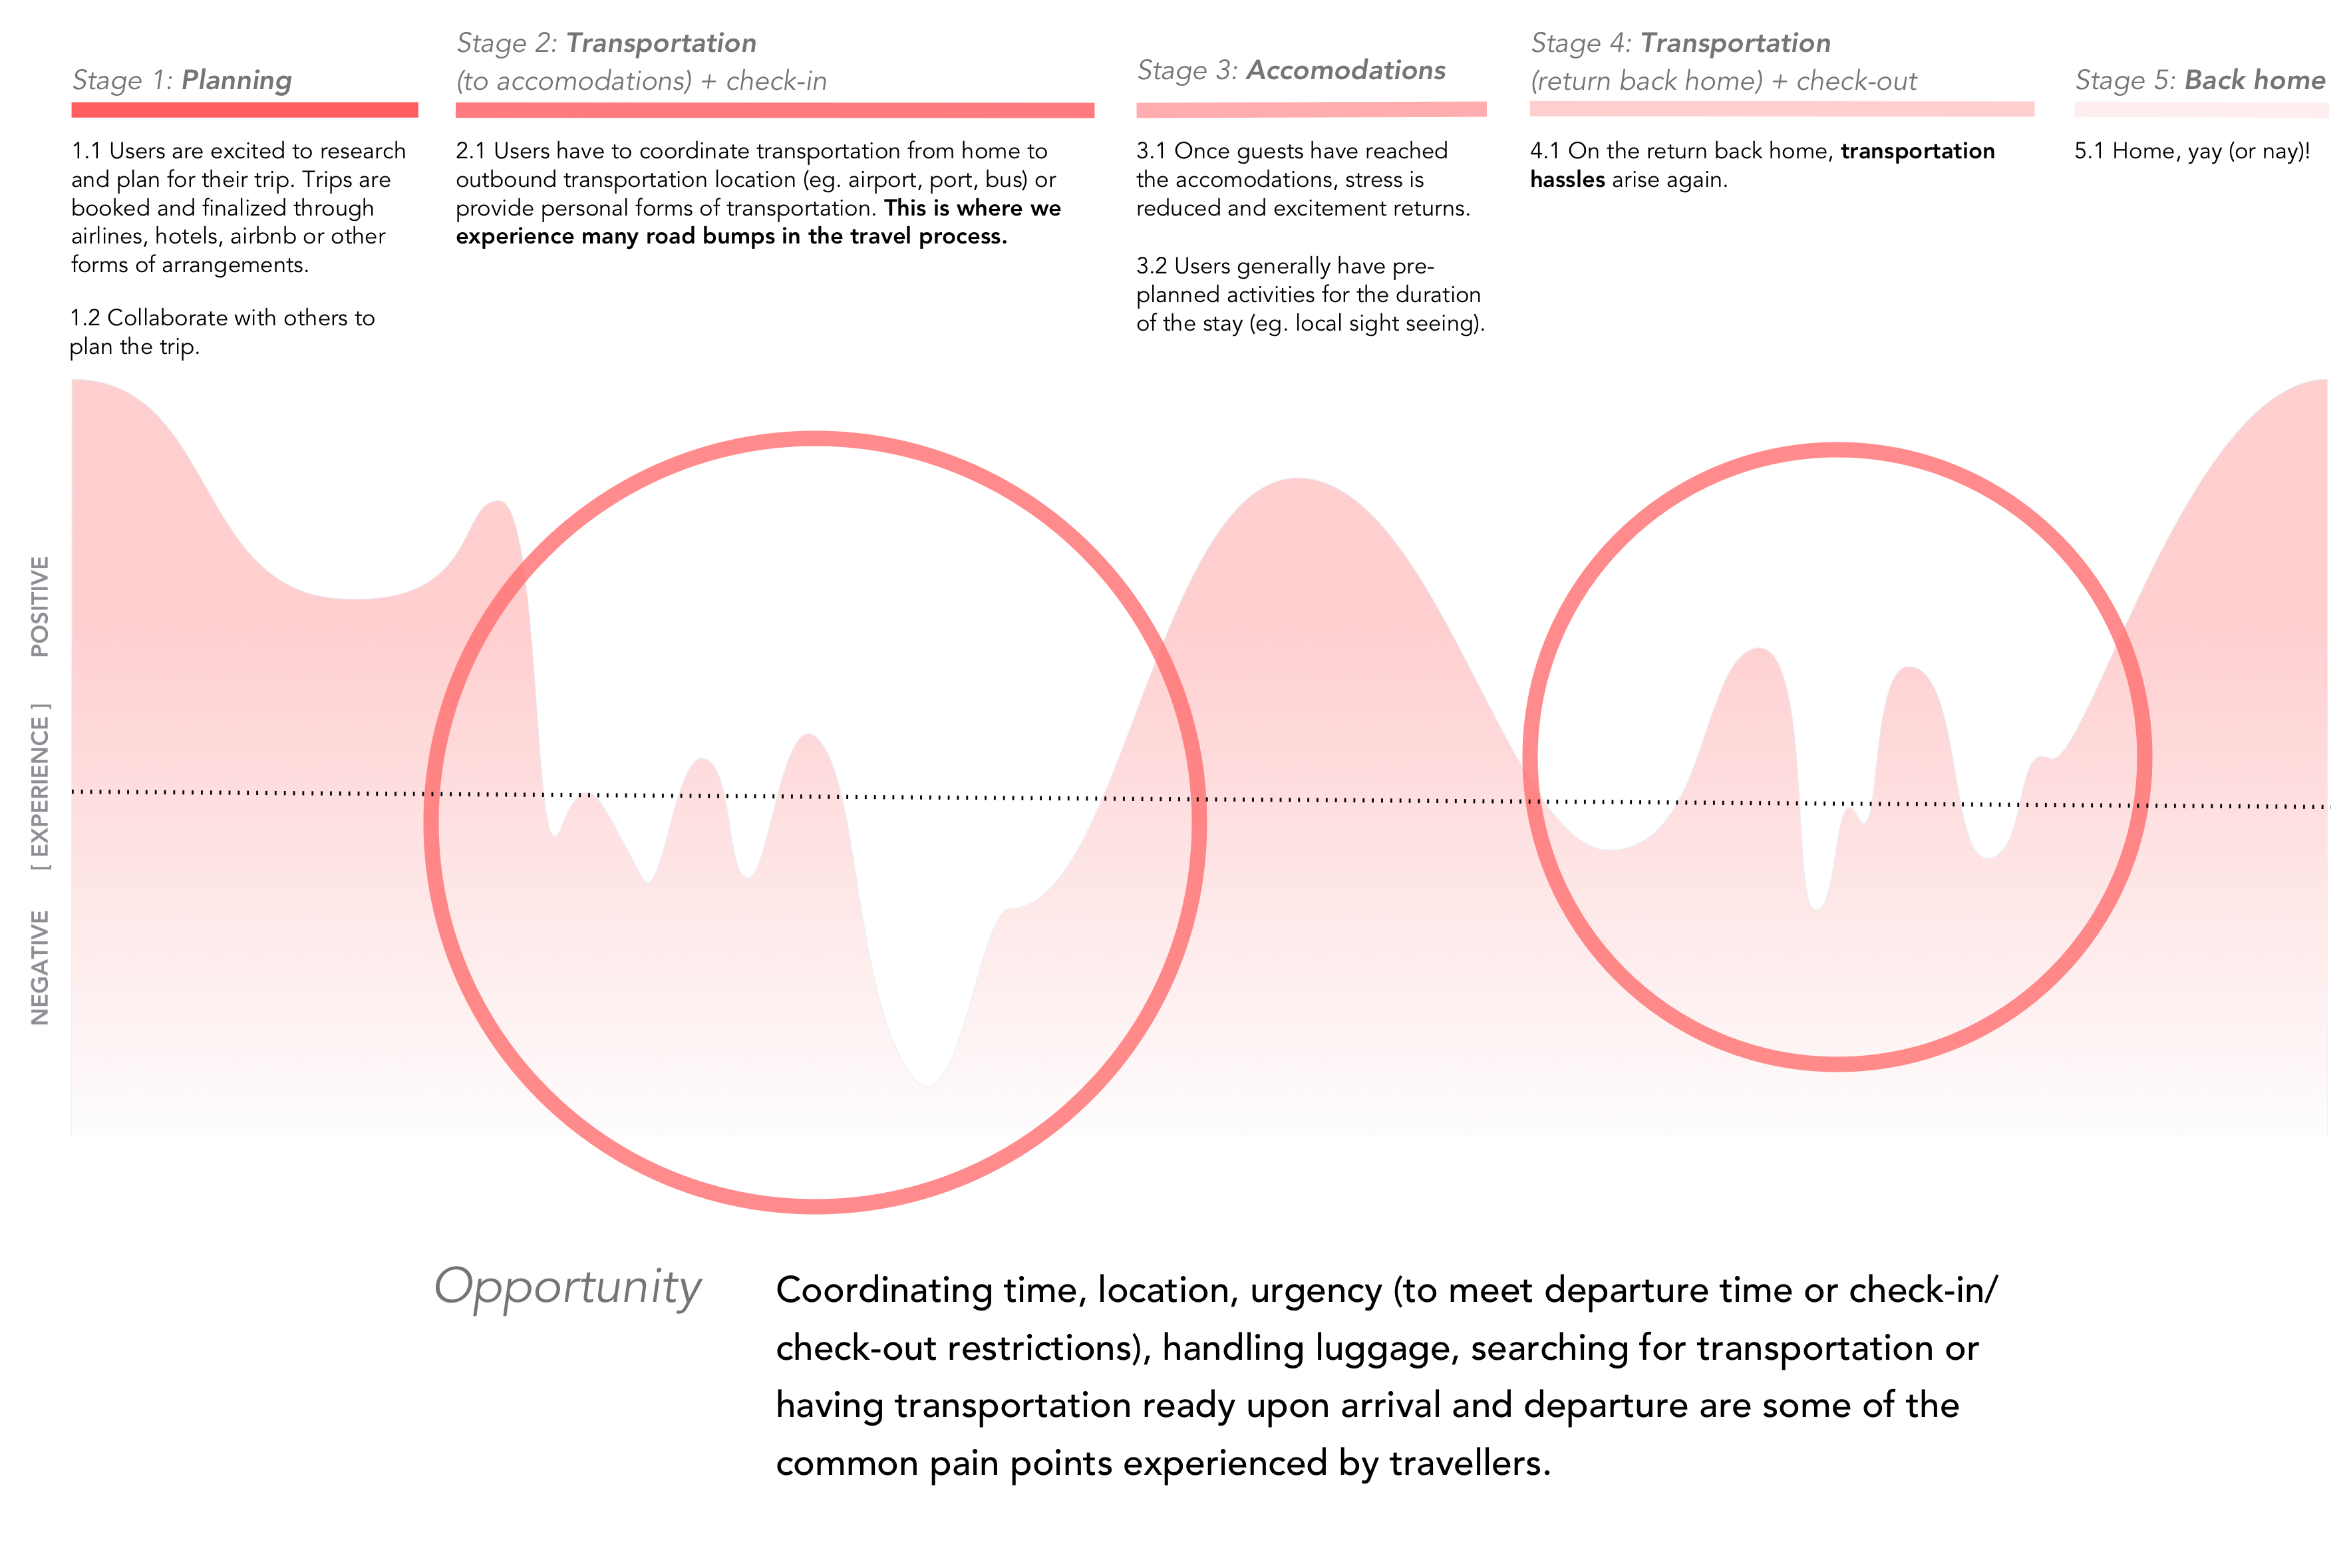 Stage 1: Planning
1.1 Users are excited to research
and plan for their trip. Trips are
booked and finalized through
airlines, hotels, airbnb or other
forms of arrangements.
1.2 Collaborate with others to
plan the trip.
Stage 2: Transportation
(to accomodations) + check-in
2.1 Users have to coordinate transportation from home to
outbound transportation location (eg. airport, port, bus) or
provide personal forms of transportation. This is where we
experience many road bumps in the travel process.
Stage 3: Accomodations
3.1 Once guests have reached
the accomodations, stress is
reduced and excitement returns.
3.2 Users generally have pre-
planned activities for the duration
of the stay (eg. local sight seeing).
Stage 4: Transportation
(return back home) + check-out
4.1 On the return back home, transportation
hassles arise again.
Stage 5: Back home
5.1 Home, yay (or nay)!
NEGATIVE [ EXPERIENCE ] POSITIVE
Opportunity
Coordinating time, location, urgency (to meet departure time or check-in/
check-out restrictions), handling luggage, searching for transportation or
having transportation ready upon arrival and departure are some of the
common pain points experienced by travellers.